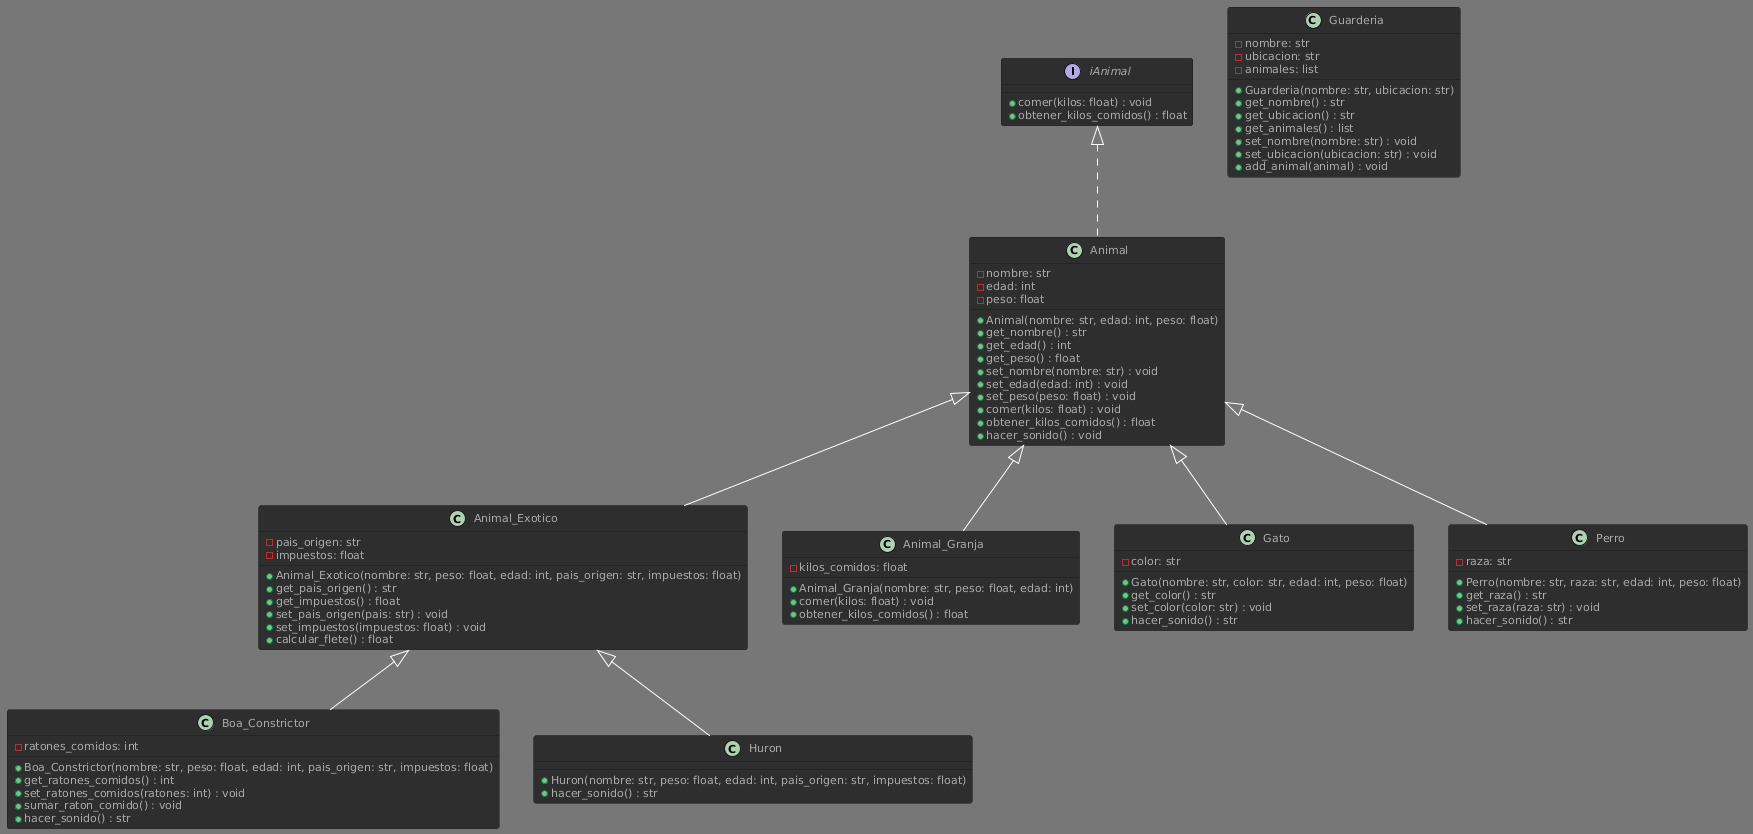 C Guarderia
nombre: str
ubicacion: str
animales: list
Guarderia(nombre: str, ubicacion: str)
get_nombre() : str
get_ubicacion() : str
get_animales() : list
set_nombre(nombre: str) : void
set_ubicacion(ubicacion: str) : void
add_animal(animal) : void
I iAnimal
comer(kilos: float) : void
obtener_kilos_comidos() : float
C Animal
nombre: str
edad: int
peso: float
Animal(nombre: str, edad: int, peso: float)
get_nombre() : str
get_edad() : int
get_peso() : float
set_nombre(nombre: str) : void
set_edad(edad: int) : void
set_peso(peso: float) : void
comer(kilos: float) : void
obtener_kilos_comidos() : float
hacer_sonido() : void
C Animal_Exotico
pais_origen: str
impuestos: float
Animal_Exotico(nombre: str, peso: float, edad: int, pais_origen: str, impuestos: float)
get_pais_origen() : str
get_impuestos() : float
set_pais_origen(pais: str) : void
set_impuestos(impuestos: float) : void
calcular_flete() : float
C Animal_Granja
kilos_comidos: float
Animal_Granja(nombre: str, peso: float, edad: int)
comer(kilos: float) : void
obtener_kilos_comidos() : float
C Gato
color: str
Gato(nombre: str, color: str, edad: int, peso: float)
get_color() : str
set_color(color: str) : void
hacer_sonido() : str
C Perro
raza: str
Perro(nombre: str, raza: str, edad: int, peso: float)
get_raza() : str
set_raza(raza: str) : void
hacer_sonido() : str
C Boa_Constrictor
ratones_comidos: int
Boa_Constrictor(nombre: str, peso: float, edad: int, pais_origen: str, impuestos: float)
get_ratones_comidos() : int
set_ratones_comidos(ratones: int) : void
sumar_raton_comido() : void
hacer_sonido() : str
C Huron
Huron(nombre: str, peso: float, edad: int, pais_origen: str, impuestos: float)
hacer_sonido() : str